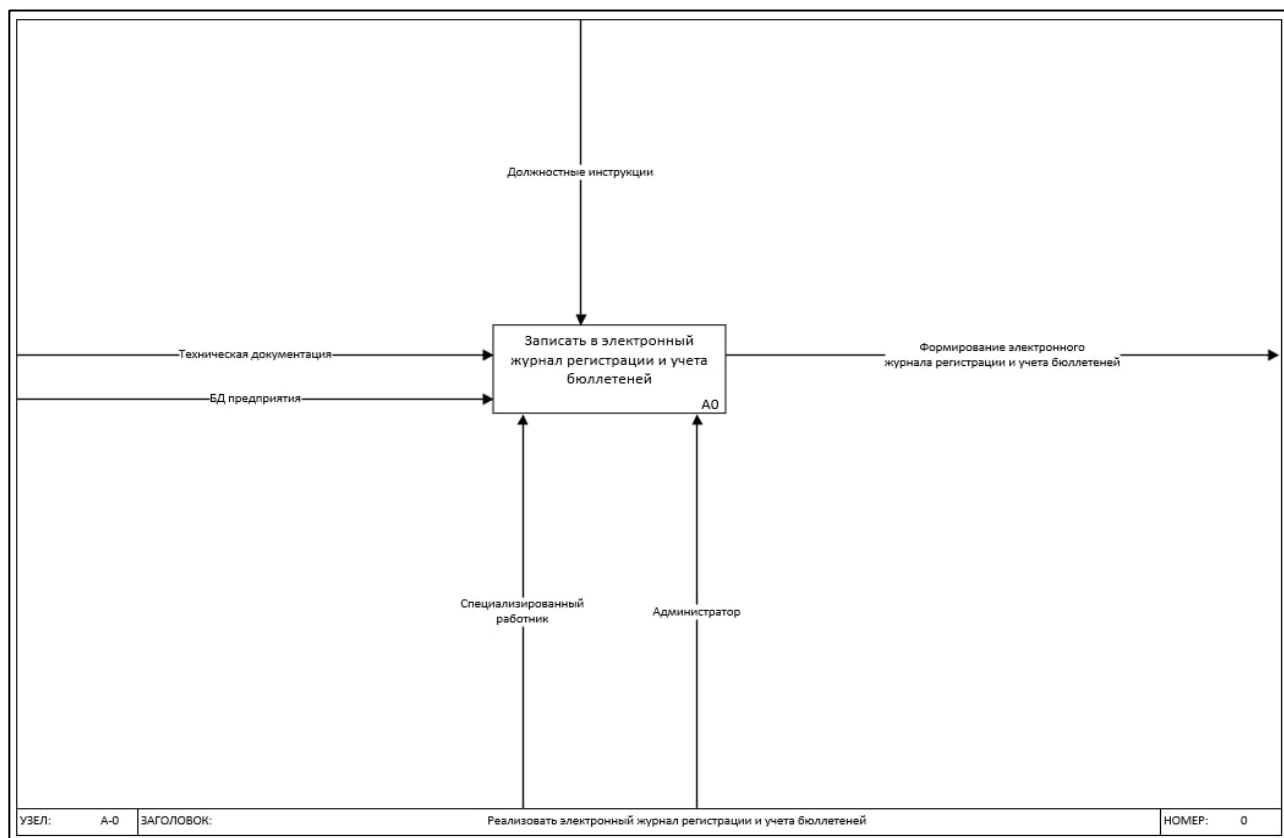 Должностные инструкции
Записать в электронный
журнал регистрации и учета
бюллетеней
A0
Техническая документация
БД предприятия
Формирование электронного
журнала регистрации и учета бюллетеней
Специализированный
работник
Администратор
УЗЕЛ: A-0 ЗАГОЛОВОК: Реализовать электронный журнал регистрации и учета бюллетеней НОМЕР: 0